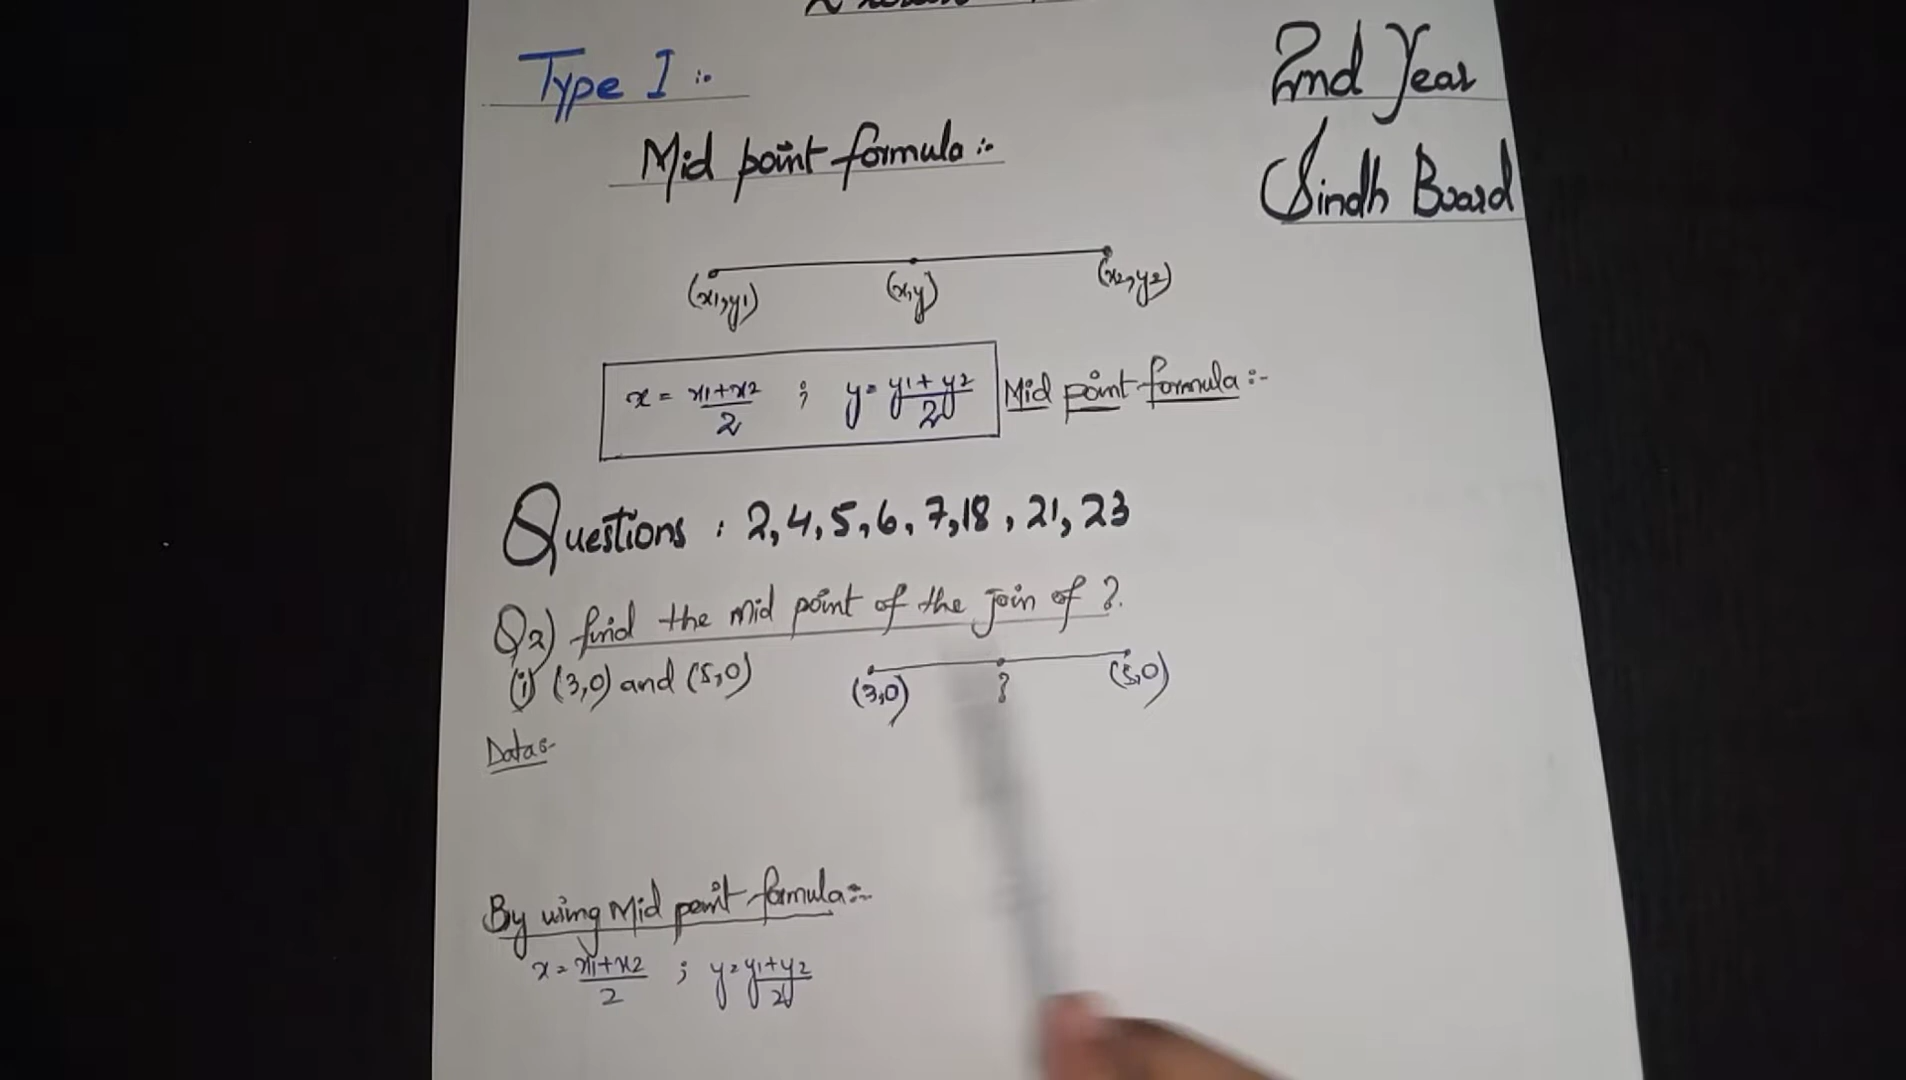 Type I :-
2nd Year
Sindh Board
Mid point formula :-
(x1,y1) (x,y) (x2,y2)
x = x1+x2/2 ; y = y1+y2/2 Mid point formula :-
Questions : 2,4,5,6,7,18,21,23
Q2) find the mid point of the join of ?.
(i) (3,0) and (5,0)
(3,0) ? (5,0)
Data:-
By using Mid point formula:-
x = x1+x2/2 ; y = y1+y2/2